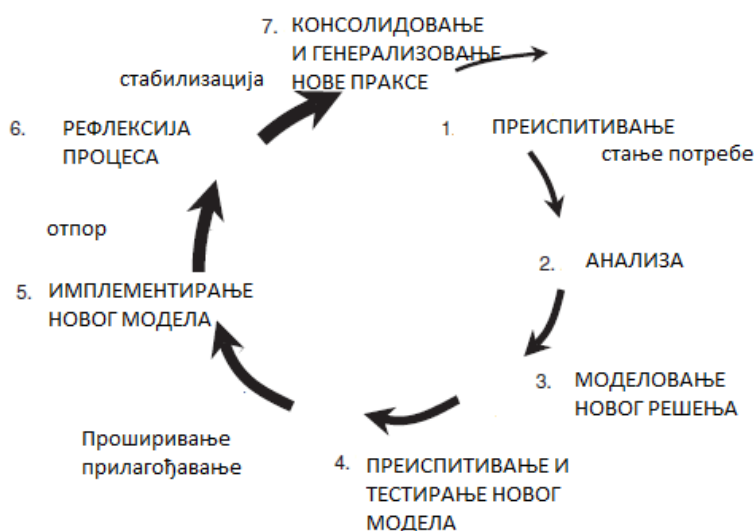 7. КОНСОЛИДОВАЊЕ
И ГЕНЕРАЛИЗОВАЊЕ
НОВЕ ПРАКСЕ
стабилизација
6. РЕФЛЕКСИЈА
ПРОЦЕСА
1. ПРЕИСПИТИВАЊЕ
стање потребе
отпор
2. АНАЛИЗА
5. ИМПЛЕМЕНТИРАЊЕ
НОВОГ МОДЕЛА
3. МОДЕЛОВАЊЕ
НОВОГ РЕШЕЊА
Проширивање
прилагођавање
4. ПРЕИСПИТИВАЊЕ И
ТЕСТИРАЊЕ НОВОГ
МОДЕЛА